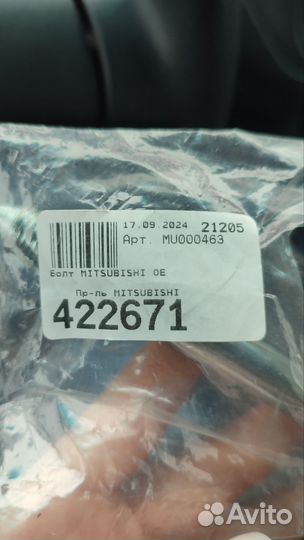 17.09.2024 21205
Арт. MU000463
Болт MITSUBISHI OE
Пр-ль MITSUBISHI
422671
Avito